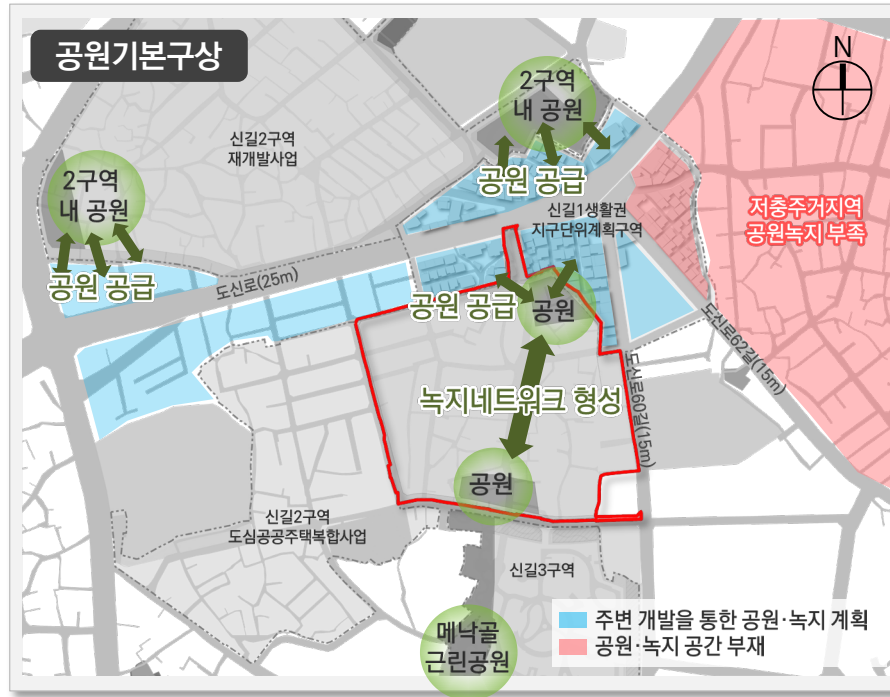 공원기본구상
N
2구역
내 공원
신길2구역
재개발사업
2구역
내 공원
공원 공급
저층주거지역
공원녹지 부족
신길1생활권
지구단위계획구역
공원 공급
도신로(25m)
공원 공급
공원
도신로62길(15m)
도신로60길(15m)
녹지네트워크 형성
공원
신길2구역
도심공공주택복합사업
신길3구역
메낙골
근린공원
주변 개발을 통한 공원·녹지 계획
공원·녹지 공간 부재